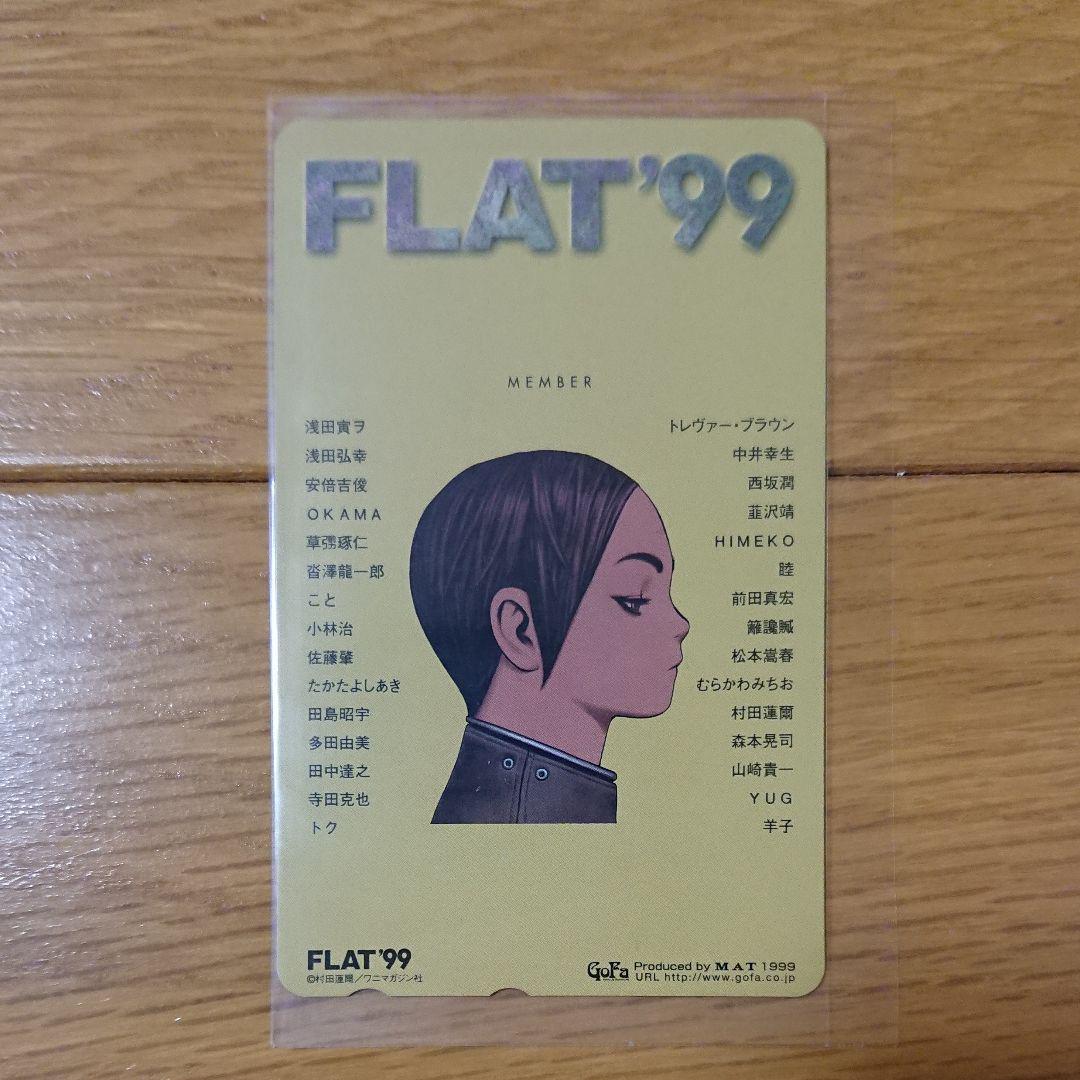 FLAT'99
MEMBER
浅田寅ヲ
浅田弘幸
安倍吉俊
OKAMA
草彅琢仁
沓澤龍一郎
こと
小林治
佐藤肇
たかたよしあき
田島昭宇
多田由美
田中達之
寺田克也
トク
トレヴァー・ブラウン
中井幸生
西坂潤
韮沢靖
HIMEKO
睦
前田真宏
松本嵩春
むらかわみちお
村田蓮爾
森本晃司
山崎貴一
YUG
羊子
FLAT'99
©村田蓮爾/ワニマガジン社
GoFa Produced by MAT 1999
URL http://www.gofa.co.jp